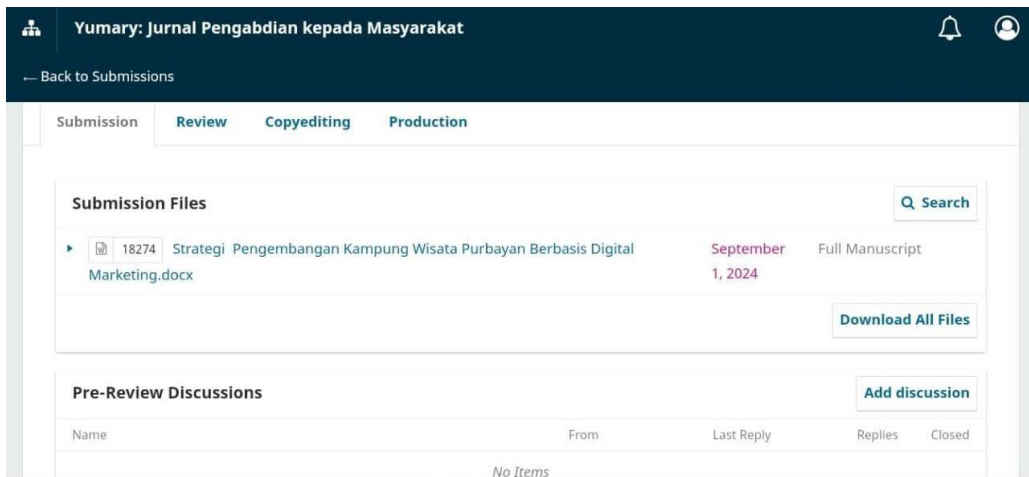 Yumary: Jurnal Pengabdian kepada Masyarakat
← Back to Submissions
Submission Review Copyediting Production
Submission Files
Search
18274 Strategi Pengembangan Kampung Wisata Purbayan Berbasis Digital
Marketing.docx
September
1, 2024
Full Manuscript
Download All Files
Pre-Review Discussions
Add discussion
Name From Last Reply Replies Closed
No Items